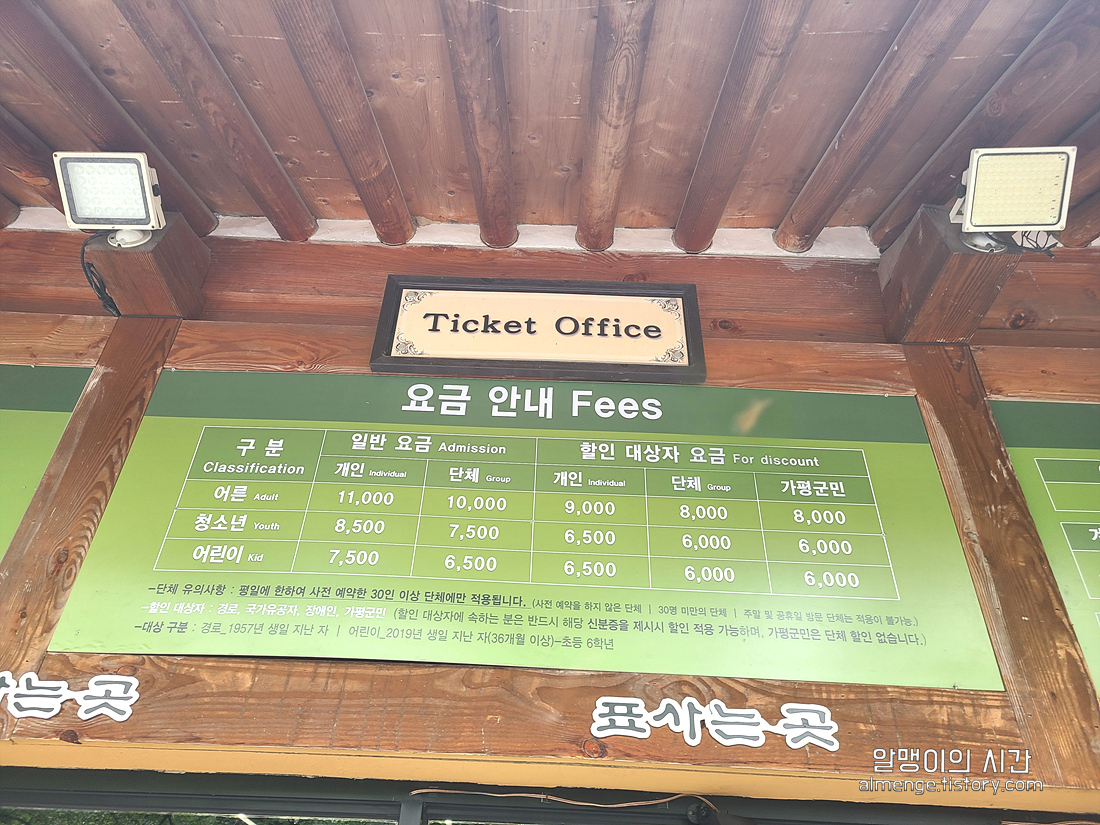 Ticket Office
요금 안내 Fees
구 분 일반 요금 Admission 할인 대상자 요금 For discount
Classification 개인 Individual 단체 Group 개인 Individual 단체 Group 가평군민
어른 Aduit 11,000 10,000 9,000 8,000 8,000
청소년 Youth 8,500 7,500 6,500 6,000 6,000
어린이 Kid 7,500 6,500 6,500 6,000 6,000
-단체 유의사항 : 평일에 한하여 사전 예약한 30인 이상 단체에만 적용됩니다. (사전 예약을 하지 않은 단체 | 30명 미만의 단체 | 주말 및 공휴일 방문 단체는 적용이 불가능.)
-할인 대상자 : 경로, 국가유공자, 장애인, 가평군민 (할인 대상자에 속하는 분은 반드시 해당 신분증을 제시시 할인 적용 가능하며, 가평군민은 단체 할인 없습니다.)
-대상 구분 : 경로_1957년 생일 지난 자 | 어린이_2019년 생일 지난 자(36개월 이상)-초등 6학년
사는 곳
표사는 곳
알맹이의 시간
almenge.tistory.com